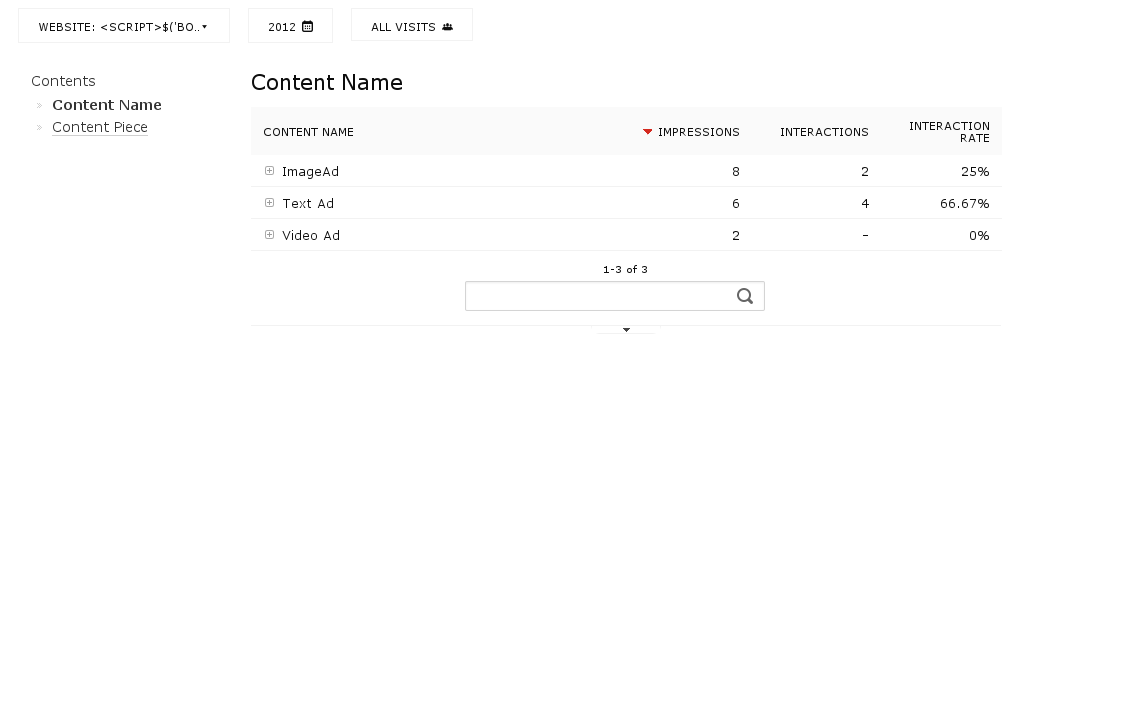 WEBSITE: <SCRIPT>$('BO..
2012
ALL VISITS
Contents
Content Name
Content Piece
Content Name
CONTENT NAME IMPRESSIONS INTERACTIONS INTERACTION RATE
ImageAd 8 2 25%
Text Ad 6 4 66.67%
Video Ad 2 - 0%
1-3 of 3